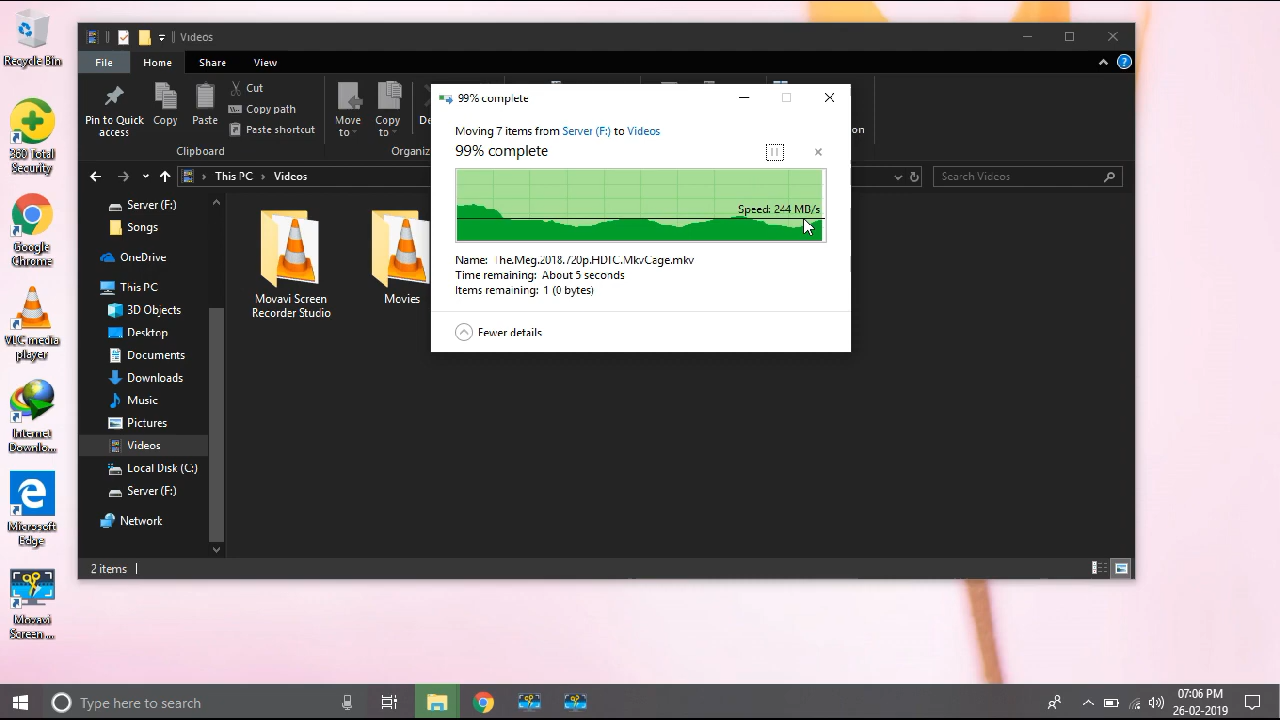 Recycle Bin
360 Total
Security
Google
Chrome
VLC media
player
Internet
Downlo...
Microsoft
Edge
Movavi
Screen ...
Videos
File
Home
Share
View
Pin to Quick
access
Copy
Paste
Cut
Copy path
Paste shortcut
Clipboard
Move
to
Copy
to
Organiz
This PC
Videos
Search Videos
Server (F:)
Songs
OneDrive
This PC
3D Objects
Desktop
Documents
Downloads
Music
Pictures
Videos
Local Disk (C:)
Server (F:)
Network
Movavi Screen
Recorder Studio
Movies
2 items
99% complete
Moving 7 items from Server (F:) to Videos
99% complete
Speed: 244 MB/s
Name: The.Meg.2018.720p.HDTC.MkvCage.mkv
Time remaining: About 5 seconds
Items remaining: 1 (0 bytes)
Fewer details
Type here to search
07:06 PM
26-02-2019